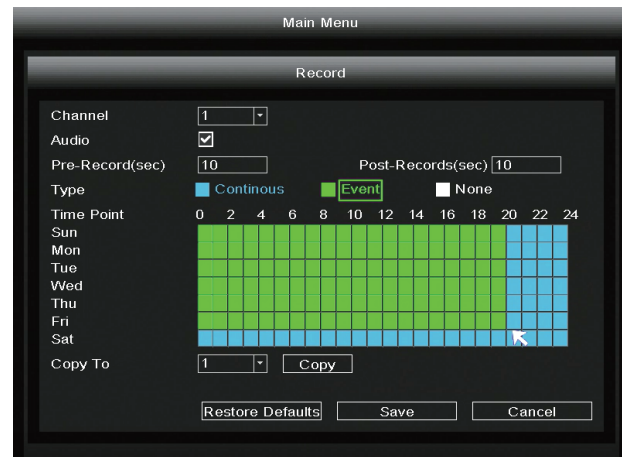 Main Menu
Record
Channel 1
Audio
Pre-Record(sec) 10 Post-Records(sec) 10
Type Continous Event None
Time Point 0 2 4 6 8 10 12 14 16 18 20 22 24
Sun
Mon
Tue
Wed
Thu
Fri
Sat
Copy To 1 Copy
Restore Defaults Save Cancel